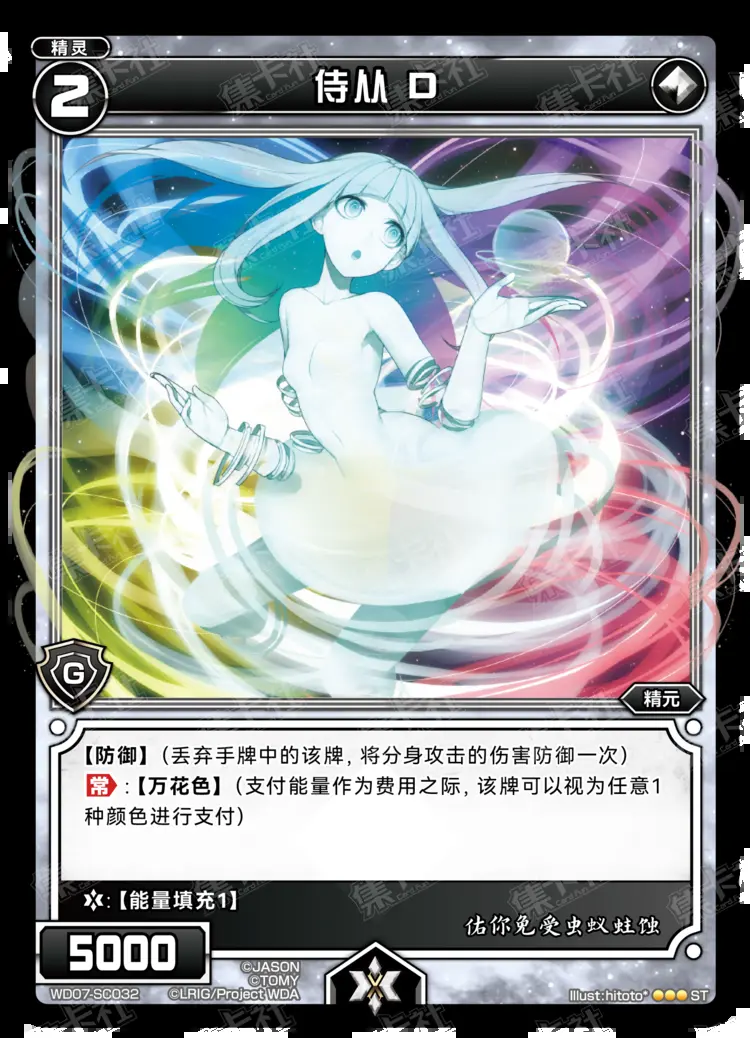 精灵
2
侍从 D
G
精元
【防御】（丢弃手牌中的该牌，将分身攻击的伤害防御一次）
常：【万花色】（支付能量作为费用之际，该牌可以视为任意1
种颜色进行支付）
：【能量填充1】
佑你免受虫蚁蛀蚀
5000
©JASON
©TOMY
WD07-SC032 ©LRIG/Project WDA
Illust:hitoto* ST
集卡社